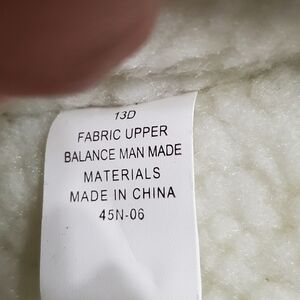 13D
FABRIC UPPER
BALANCE MAN MADE
MATERIALS
MADE IN CHINA
45N-06